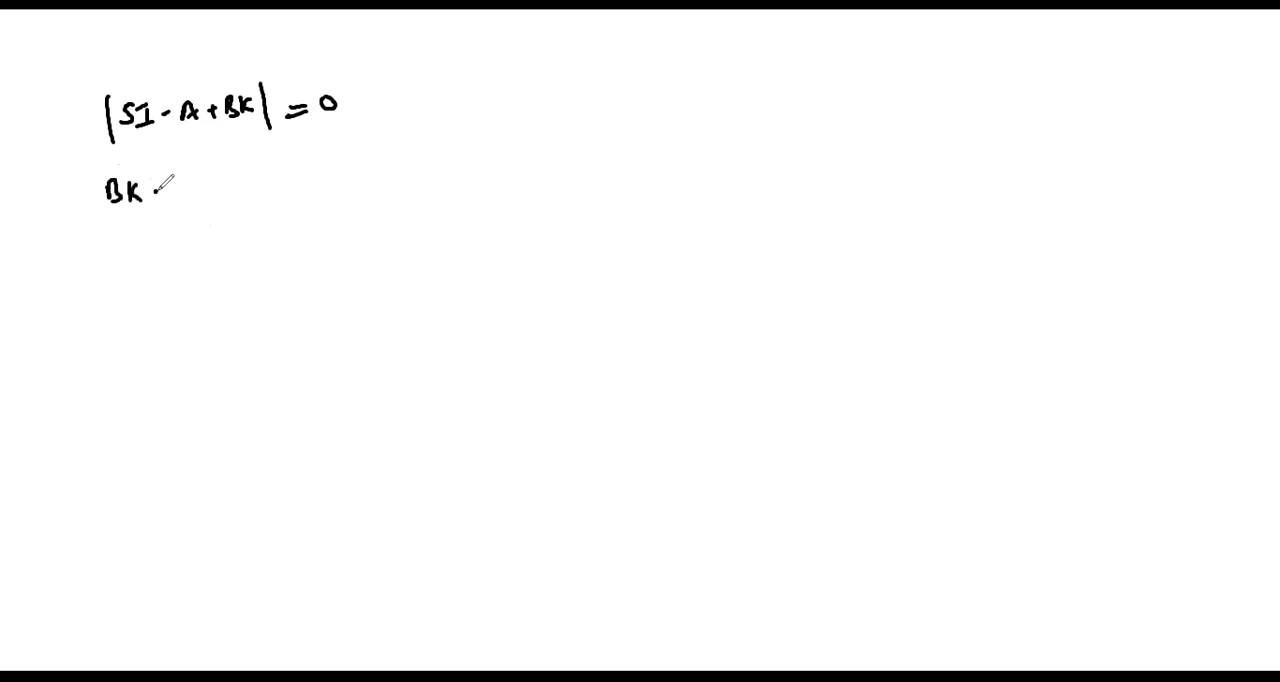 |SI - A + BK| = 0
BK